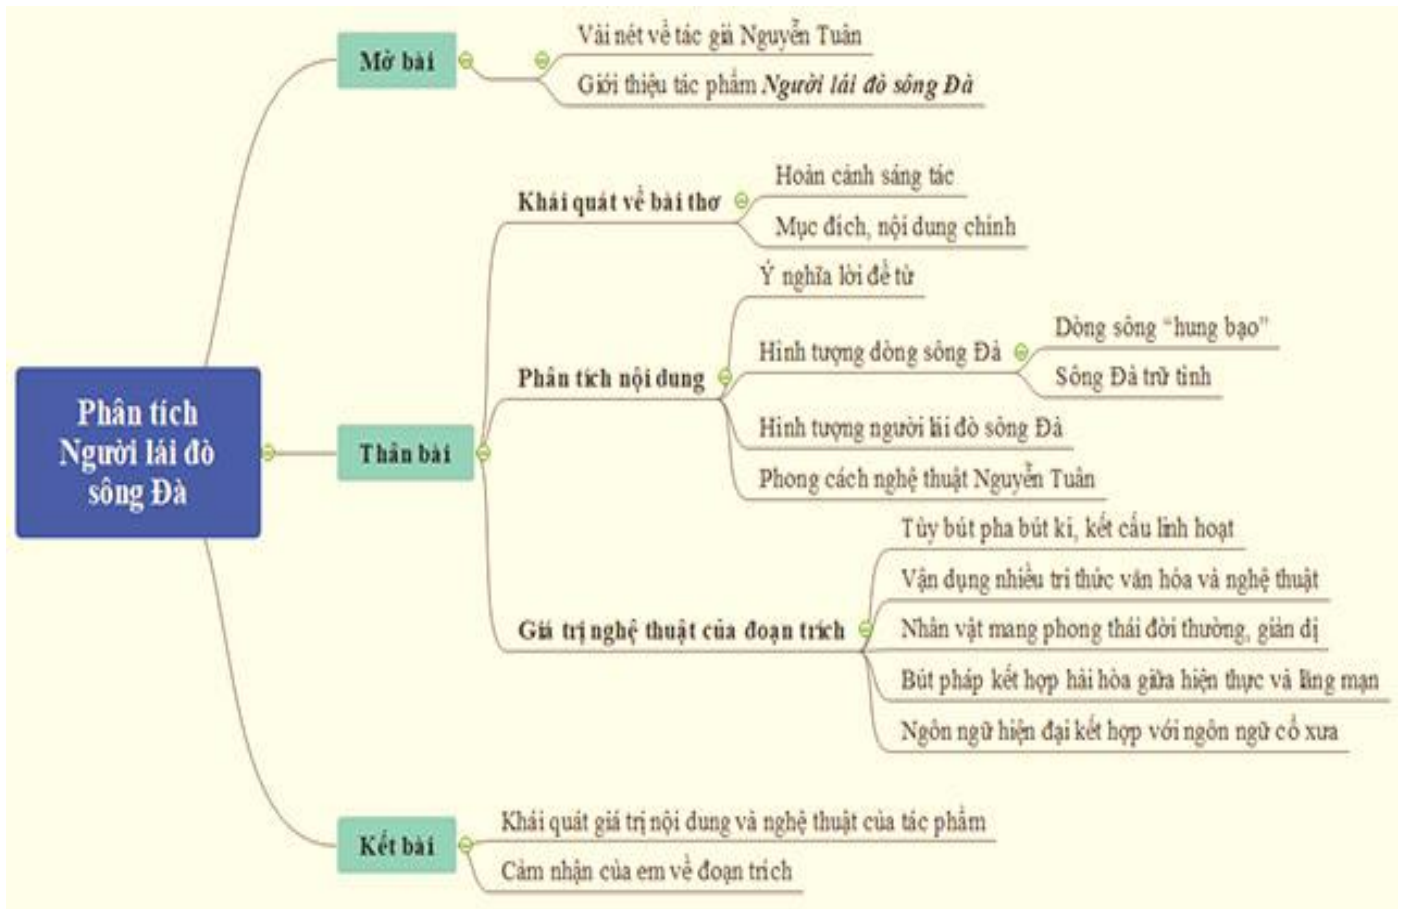 Mở bài
Vài nét về tác giả Nguyễn Tuân
Giới thiệu tác phẩm Người lái đò sông Đà
Phân tích
Người lái đò
sông Đà
Thân bài
Khái quát về bài thơ
Hoàn cảnh sáng tác
Mục đích, nội dung chính
Phân tích nội dung
Ý nghĩa lời đề từ
Hình tượng dòng sông Đà
Dòng sông “hung bạo”
Sông Đà trữ tình
Hình tượng người lái đò sông Đà
Phong cách nghệ thuật Nguyễn Tuân
Giá trị nghệ thuật của đoạn trích
Tùy bút pha bút kí, kết cấu linh hoạt
Vận dụng nhiều tri thức văn hóa và nghệ thuật
Nhân vật mang phong thái đời thường, giản dị
Bút pháp kết hợp hài hòa giữa hiện thực và lãng mạn
Ngôn ngữ hiện đại kết hợp với ngôn ngữ cổ xưa
Kết bài
Khái quát giá trị nội dung và nghệ thuật của tác phẩm
Cảm nhận của em về đoạn trích